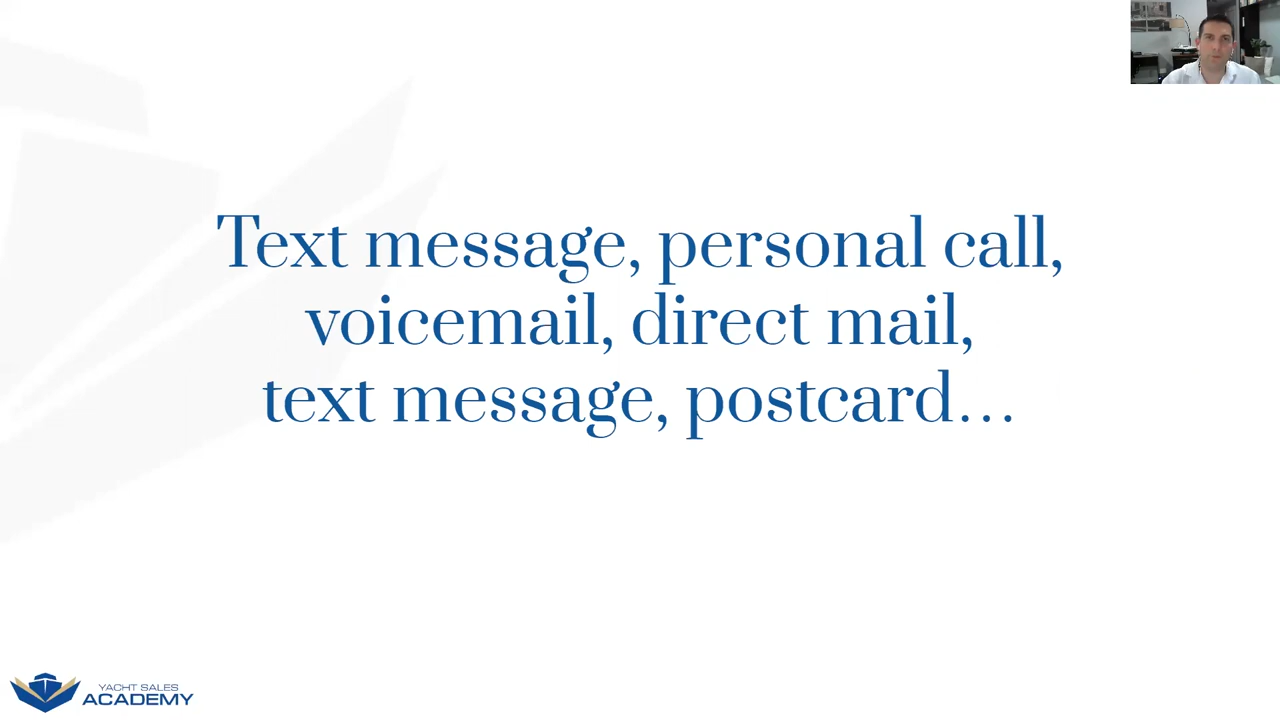 Text message, personal call,
voicemail, direct mail,
text message, postcard…
YACHT SALES
ACADEMY